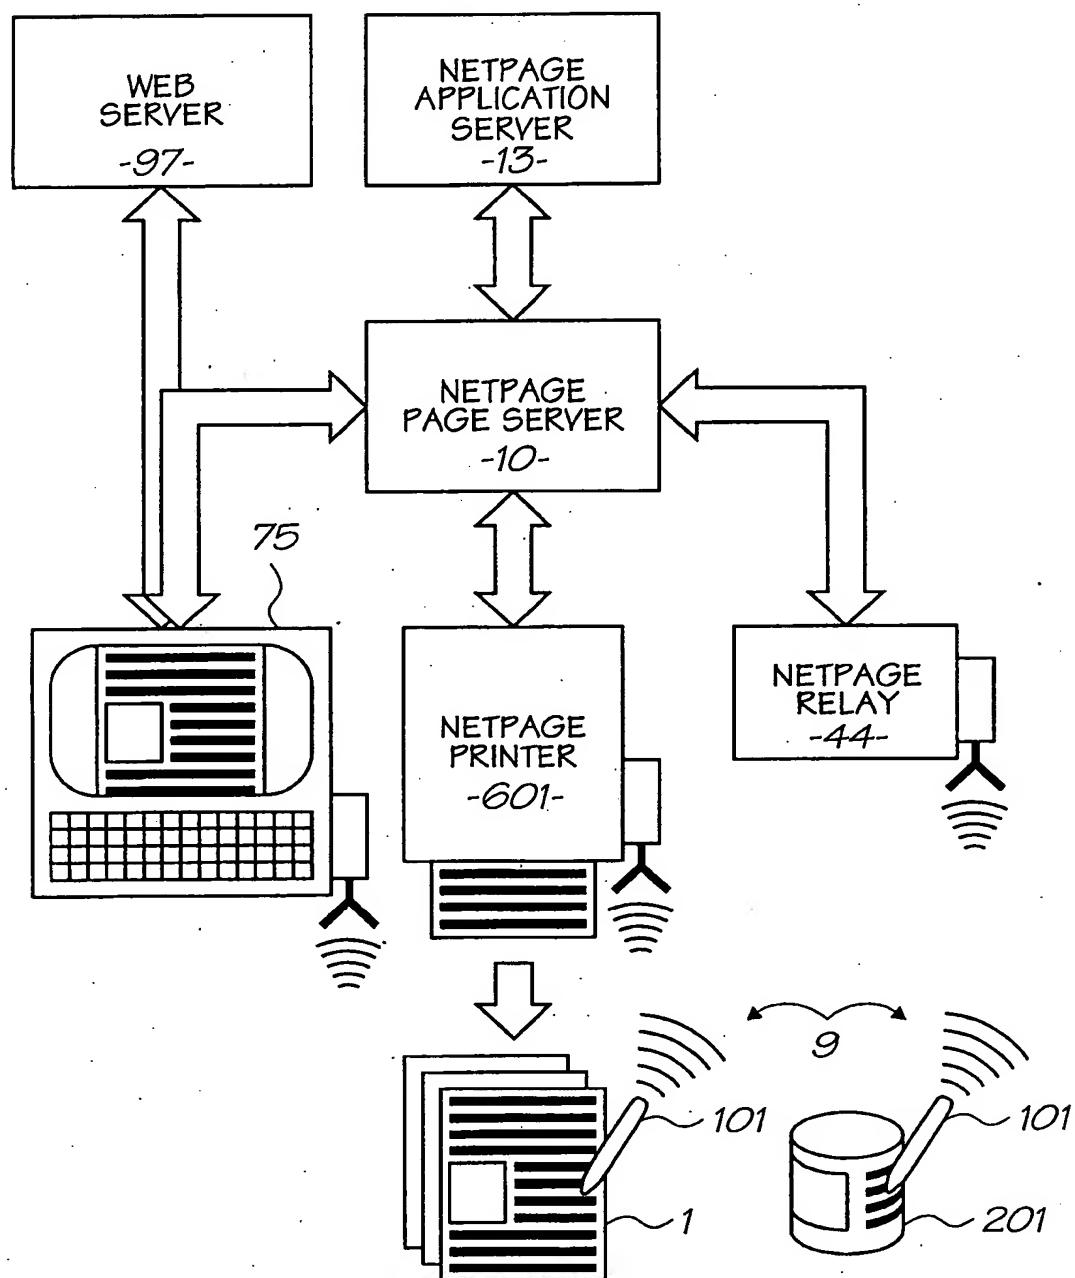 WEB
SERVER
-97-
NETPAGE
APPLICATION
SERVER
-13-
NETPAGE
PAGE SERVER
-10-
75
NETPAGE
PRINTER
-601-
NETPAGE
RELAY
-44-
9
101
101
1
201